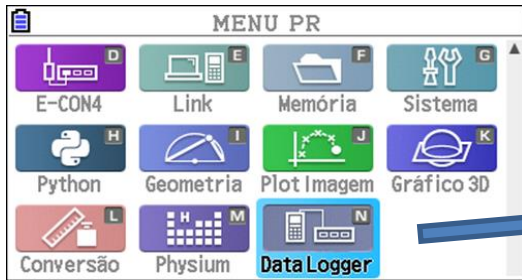 MENU PR
D E F G
E-CON4 Link Memória Sistema
H I J K
Python Geometria Plot Imagem Gráfico 3D
L M N
Conversão Physium Data Logger